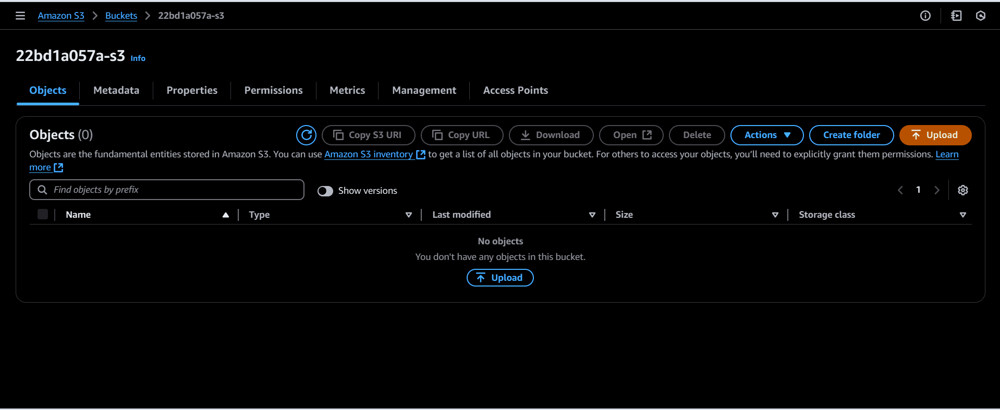 Amazon S3 > Buckets > 22bd1a057a-s3
22bd1a057a-s3 Info
Objects Metadata Properties Permissions Metrics Management Access Points
Objects (0) Copy S3 URI Copy URL Download Open Delete Actions Create folder Upload
Objects are the fundamental entities stored in Amazon S3. You can use Amazon S3 inventory to get a list of all objects in your bucket. For others to access your objects, you’ll need to explicitly grant them permissions. Learn
more
Find objects by prefix Show versions 1
Name Type Last modified Size Storage class
No objects
You don't have any objects in this bucket.
Upload